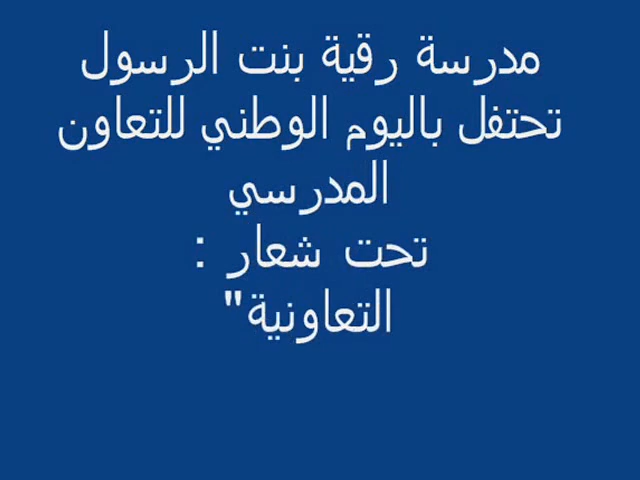 مدرسة رقية بنت الرسول
تحتفل باليوم الوطني للتعاون
المدرسي
تحت شعار :
التعاونية"